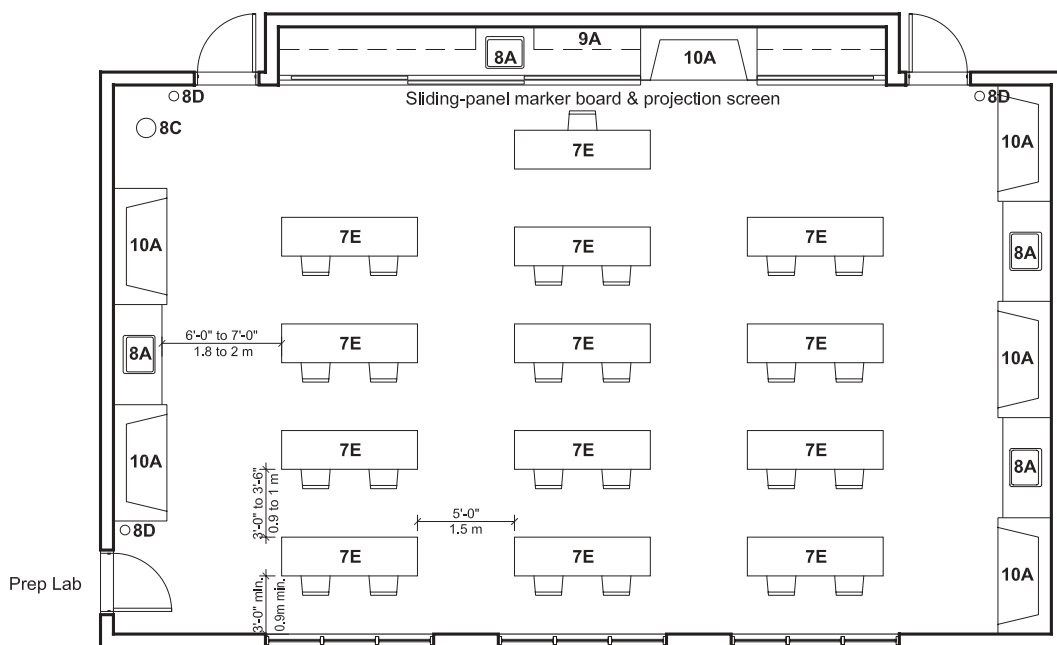 9A
8A
10A
8D
Sliding-panel marker board & projection screen
8D
8C
10A
7E
7E
7E
7E
10A
8A
6'-0" to 7'-0"
1.8 to 2 m
7E
7E
7E
8A
10A
10A
7E
7E
7E
8A
3'-0" to 3'-6"
0.9 to 1 m
5'-0"
1.5 m
8D
7E
7E
7E
10A
Prep Lab
3'-0" min.
0.9m min.